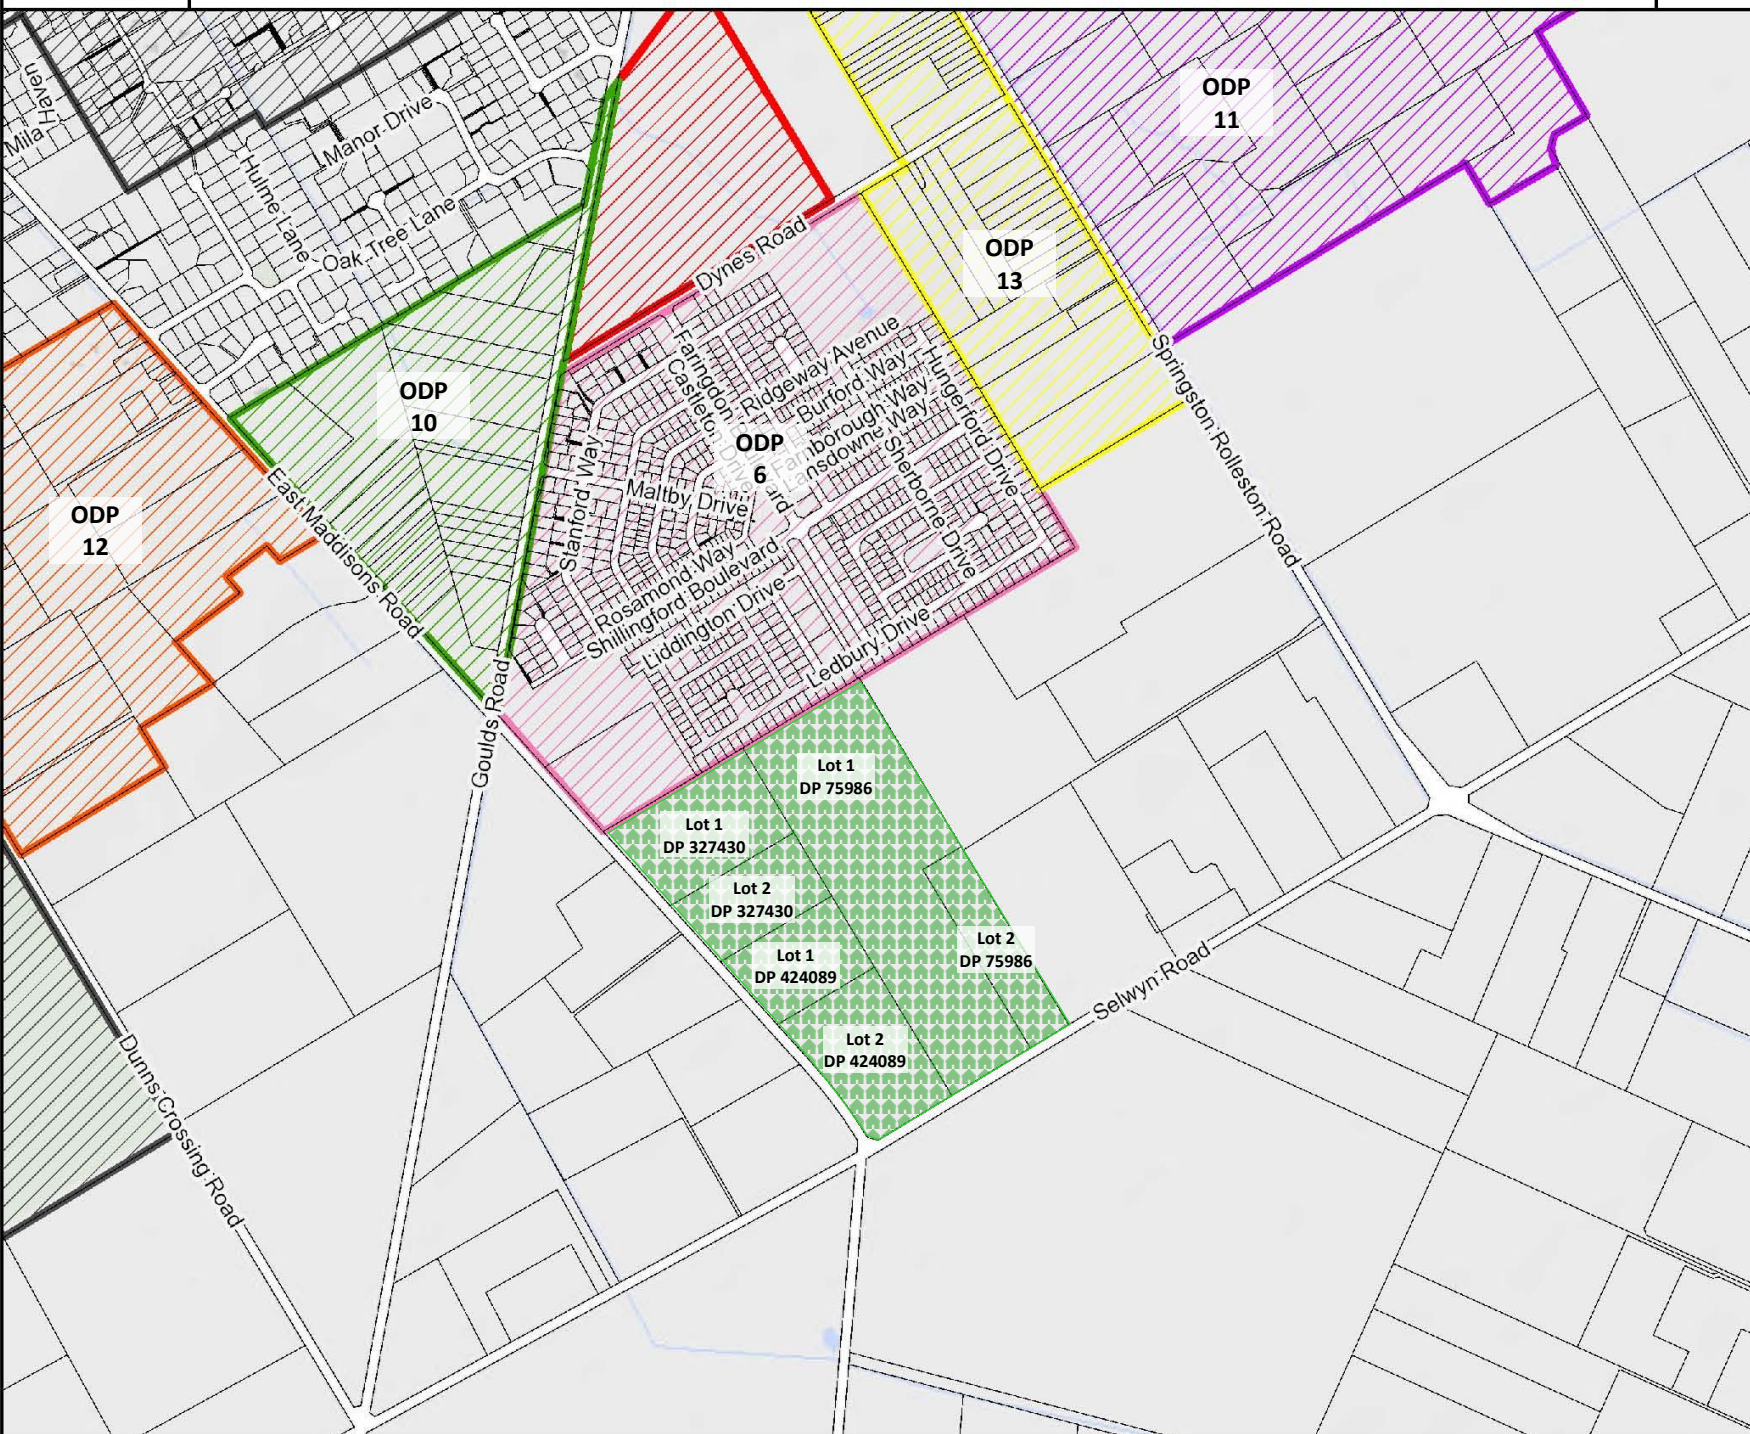 Haven
Mila
Manor Drive
Hulme Lane
Oak Tree Lane
ODP
11
ODP
13
Dynes Road
ODP
10
ODP
12
Faringdon
Castleton Drive
Ridgeway Avenue
Burford Way
Farnborough Way
Lansdowne Way
Hungerford Drive
Sherborne Drive
ODP
6
Stanford Way
Maltby Drive
Rosamond Way
Shillingford Boulevard
Liddington Drive
Ledbury Drive
Springston Rolleston Road
East Maddisons Road
Goulds Road
Lot 1
DP 75986
Lot 1
DP 327430
Lot 2
DP 327430
Lot 1
DP 424089
Lot 2
DP 75986
Lot 2
DP 424089
Selwyn Road
Dunns Crossing Road